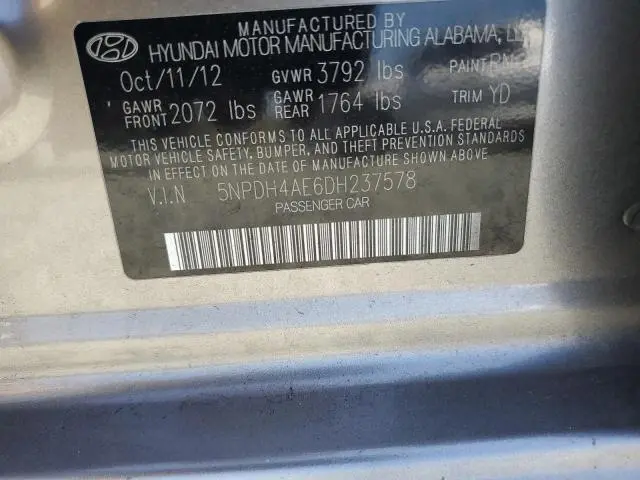 MANUFACTURED BY
HYUNDAI MOTOR MANUFACTURING ALABAMA,
Oct/11/12 GVWR 3792 lbs PAINT
GAWR FRONT 2072 lbs GAWR REAR 1764 lbs TRIM YD
THIS VEHICLE CONFORMS TO ALL APPLICABLE U.S.A. FEDERAL
MOTOR VEHICLE SAFETY, BUMPER, AND THEFT PREVENTION STANDARDS
IN EFFECT ON THE DATE OF MANUFACTURE SHOWN ABOVE.
V.I.N 5NPDH4AE6DH237578
PASSENGER CAR